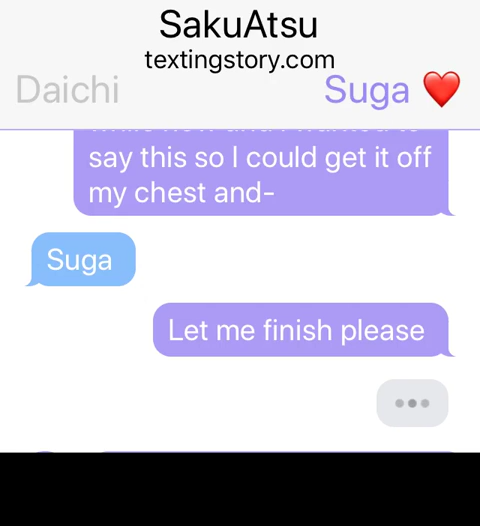 SakuAtsu
textingstory.com
Daichi
Suga ❤️
say this so I could get it off
my chest and-
Suga
Let me finish please